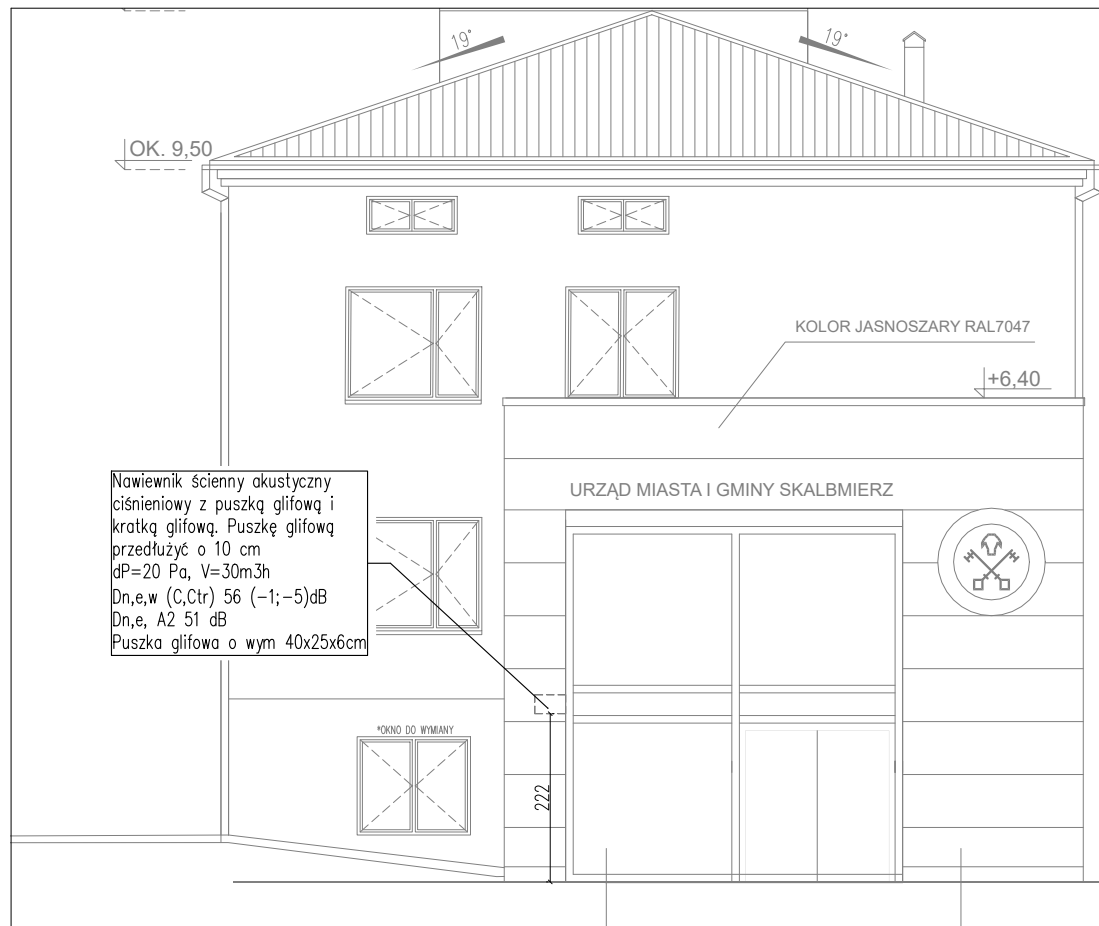 19°
19°
OK. 9,50
KOLOR JASNOSZARY RAL7047
+6,40
Nawiewnik ścienny akustyczny
ciśnieniowy z puszką glifową i
kratką glifową. Puszkę glifową
przedłużyć o 10 cm
dP=20 Pa, V=30m3h
Dn,e,w (C,Ctr) 56 (-1;-5)dB
Dn,e, A2 51 dB
Puszka glifowa o wym 40x25x6cm
URZĄD MIASTA I GMINY SKALBMIERZ
*OKNO DO WYMIANY
222